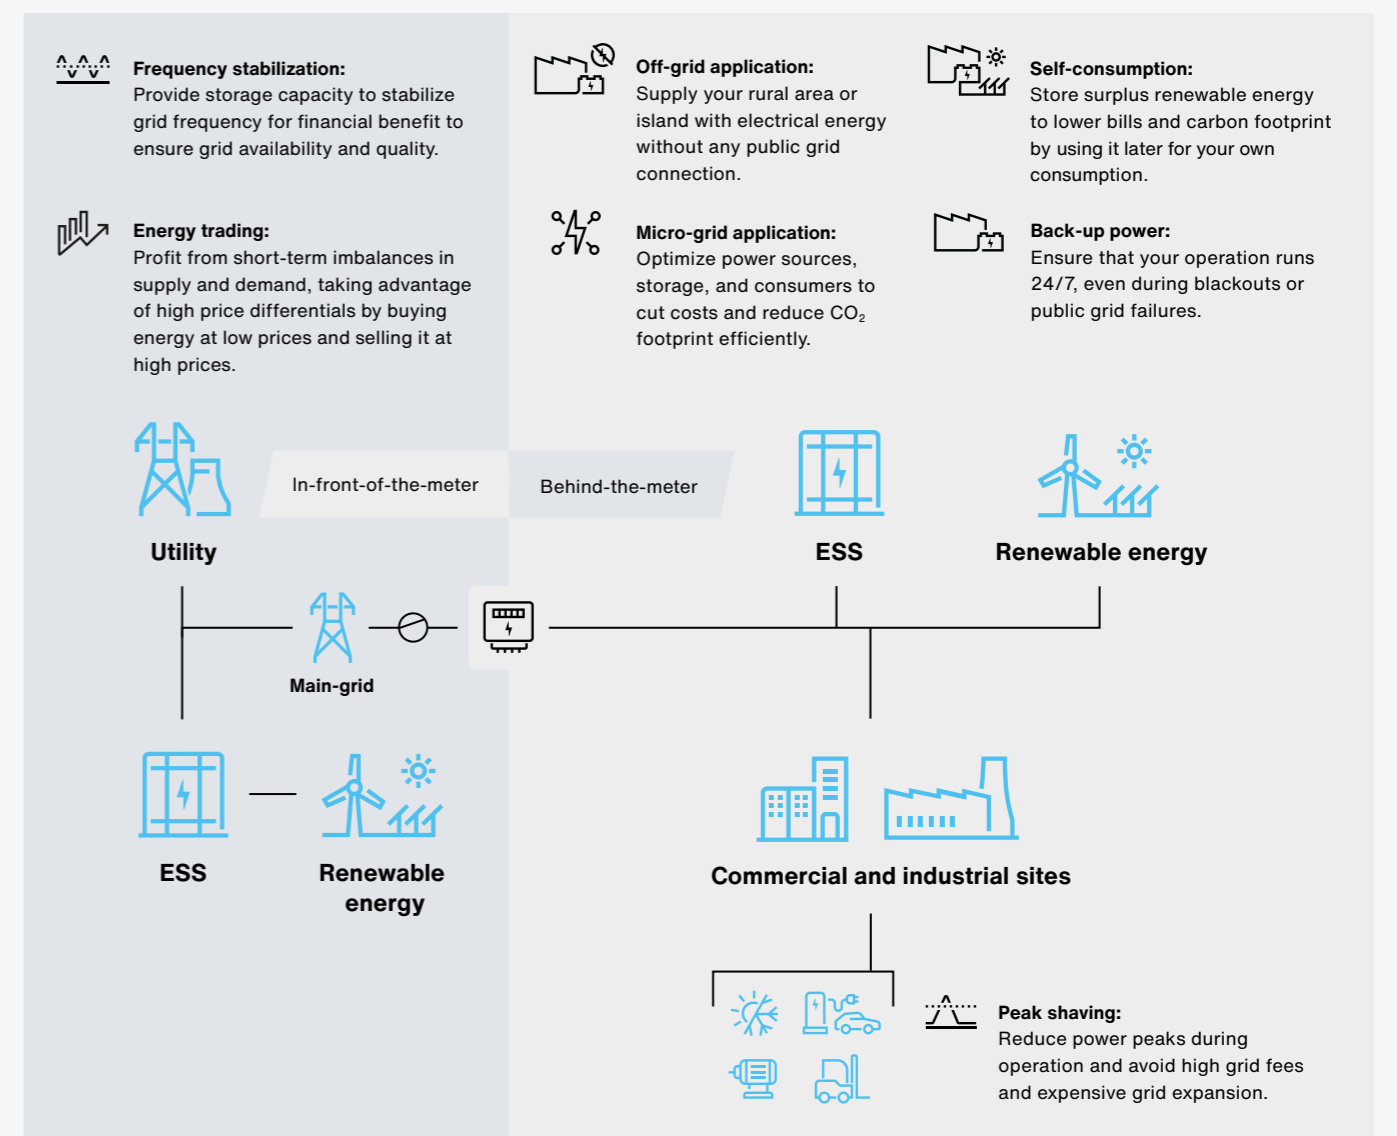 Frequency stabilization:
Provide storage capacity to stabilize
grid frequency for financial benefit to
ensure grid availability and quality.
Energy trading:
Profit from short-term imbalances in
supply and demand, taking advantage
of high price differentials by buying
energy at low prices and selling it at
high prices.
Off-grid application:
Supply your rural area or
island with electrical energy
without any public grid
connection.
Micro-grid application:
Optimize power sources,
storage, and consumers to
cut costs and reduce CO₂
footprint efficiently.
Self-consumption:
Store surplus renewable energy
to lower bills and carbon footprint
by using it later for your own
consumption.
Back-up power:
Ensure that your operation runs
24/7, even during blackouts or
public grid failures.
In-front-of-the-meter
Behind-the-meter
Utility
ESS
Renewable energy
Main-grid
ESS
Renewable
energy
Commercial and industrial sites
Peak shaving:
Reduce power peaks during
operation and avoid high grid fees
and expensive grid expansion.